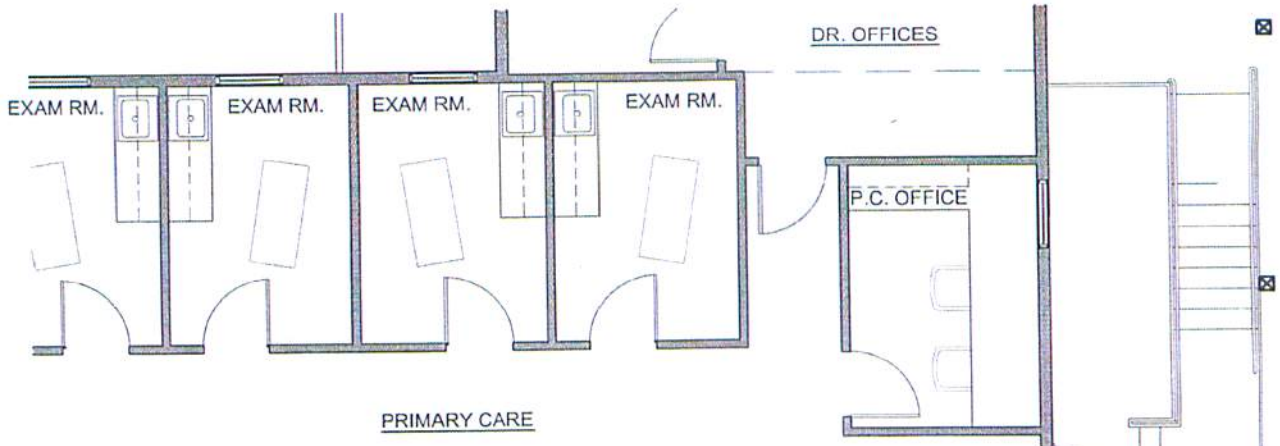 DR. OFFICES
EXAM RM.
EXAM RM.
EXAM RM.
EXAM RM.
P.C. OFFICE
PRIMARY CARE